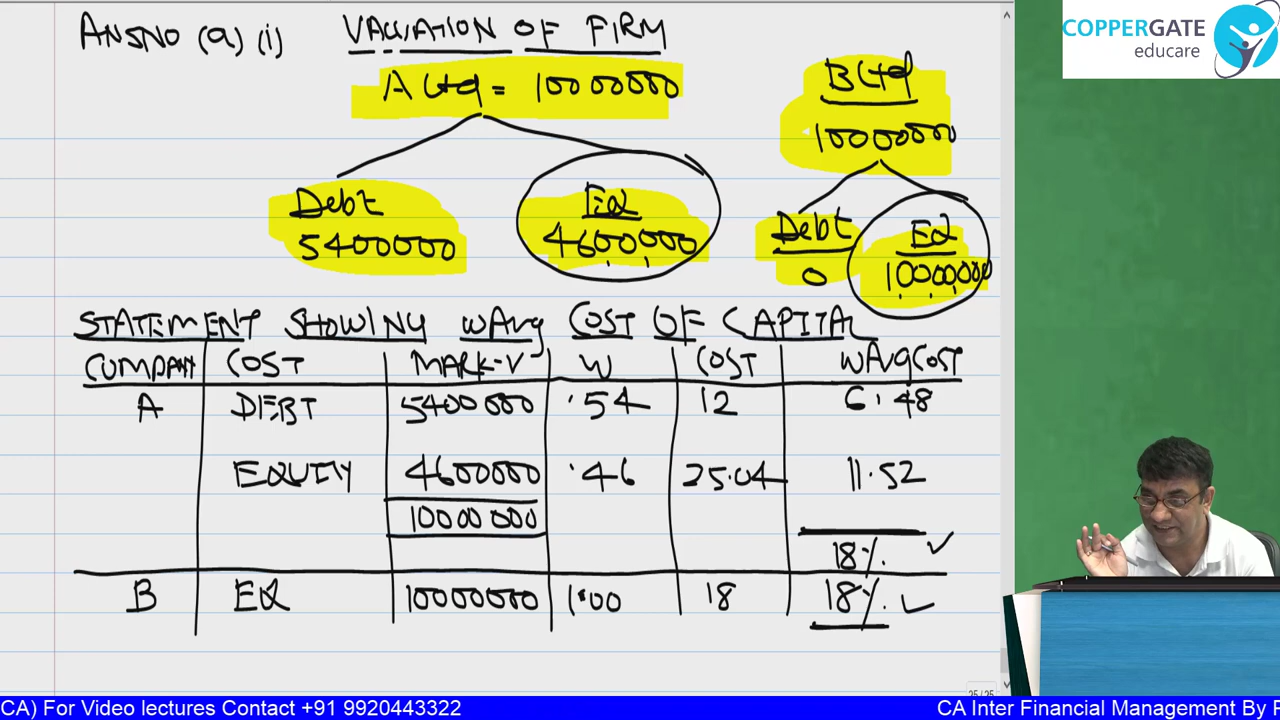 ANSNO (a) (i) VALUATION OF FIRM
COPPERGATE
educare
A Ltd = 10000000
B Ltd
10000000
Debt
5400000
EQ
4600000
Debt
0
EQ
10000000
STATEMENT SHOWING WAvg COST OF CAPITAL
COMPANY COST MARK-V W COST WAvgCOST
A DEBT 5400000 .54 12 6.48
EQUITY 4600000 .46 25.04 11.52
10000000
18%. ✓
B EQ 10000000 1.00 18 18%. ✓
25 / 25
CA) For Video lectures Contact +91 9920443322
CA Inter Financial Management By